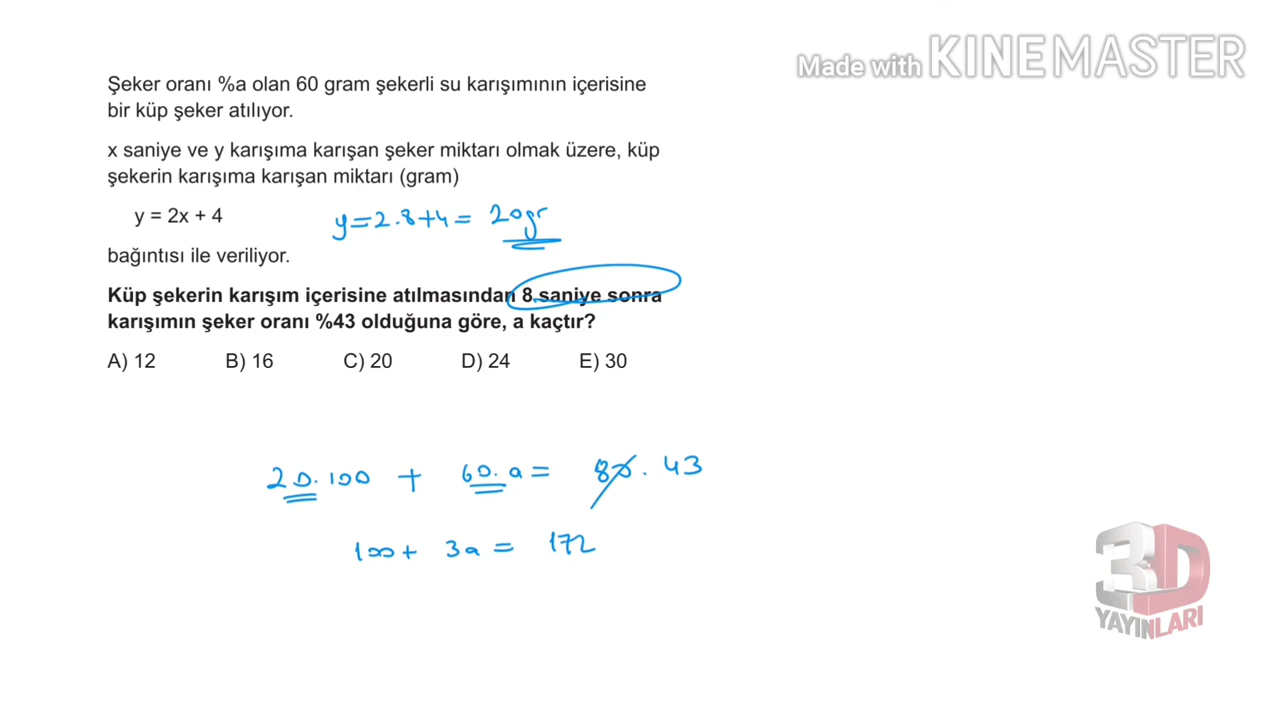 Made with KINEMASTER
Şeker oranı %a olan 60 gram şekerli su karışımının içerisine
bir küp şeker atılıyor.
x saniye ve y karışıma karışan şeker miktarı olmak üzere, küp
şekerin karışıma karışan miktarı (gram)
y = 2x + 4
y=2.8+4= 20gr
bağıntısı ile veriliyor.
Küp şekerin karışım içerisine atılmasından 8 saniye sonra
karışımın şeker oranı %43 olduğuna göre, a kaçtır?
A) 12 B) 16 C) 20 D) 24 E) 30
20.100 + 60.a = 80.43
100 + 3a = 172
3D
YAYINLARI